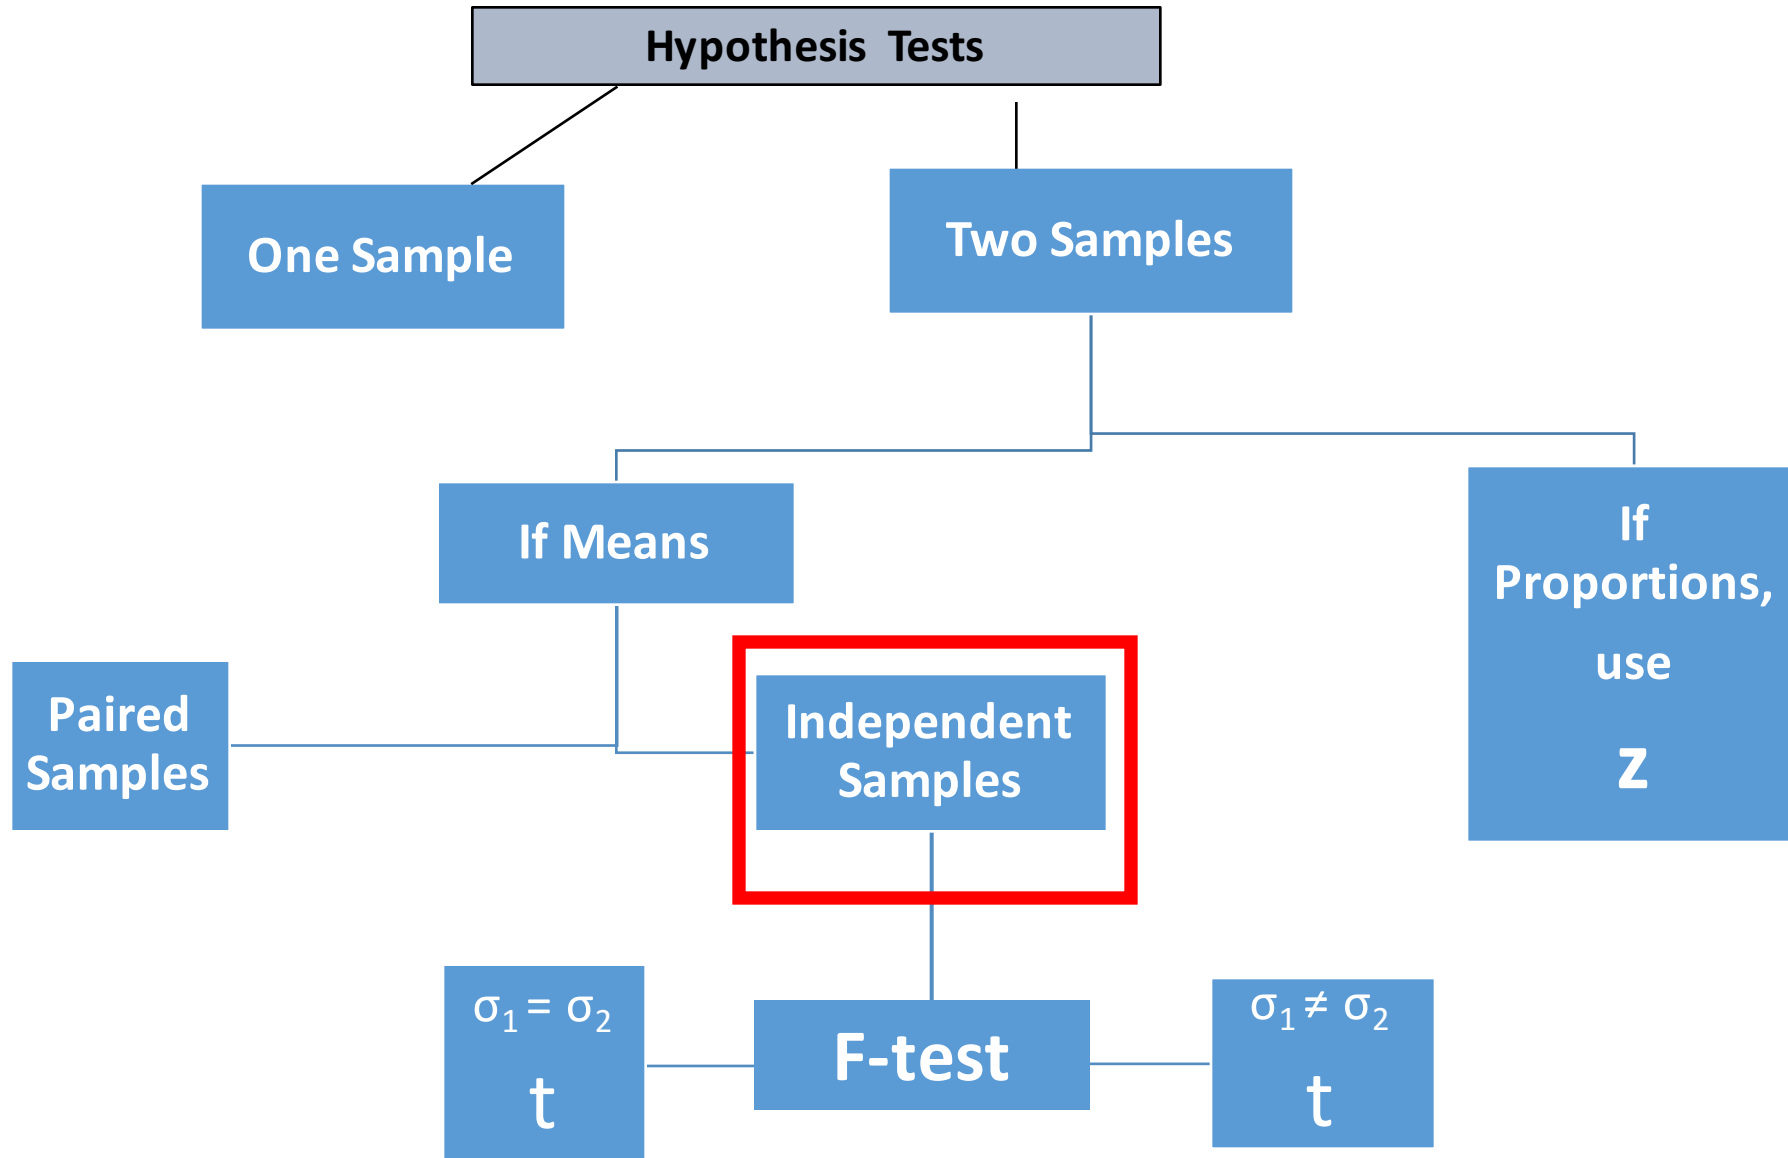 Hypothesis Tests
One Sample
Two Samples
If Means
If
Proportions,
use
z
Paired
Samples
Independent
Samples
σ₁ = σ₂
t
F-test
σ₁ ≠ σ₂
t